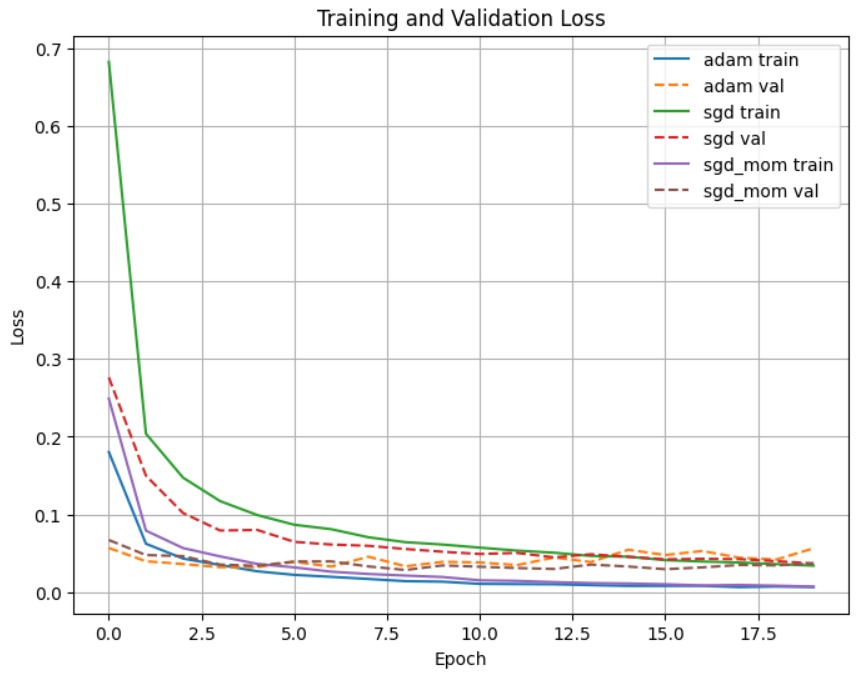 Training and Validation Loss
adam train
adam val
sgd train
sgd val
sgd_mom train
sgd_mom val
Loss
0.7
0.6
0.5
0.4
0.3
0.2
0.1
0.0
0.0 2.5 5.0 7.5 10.0 12.5 15.0 17.5
Epoch